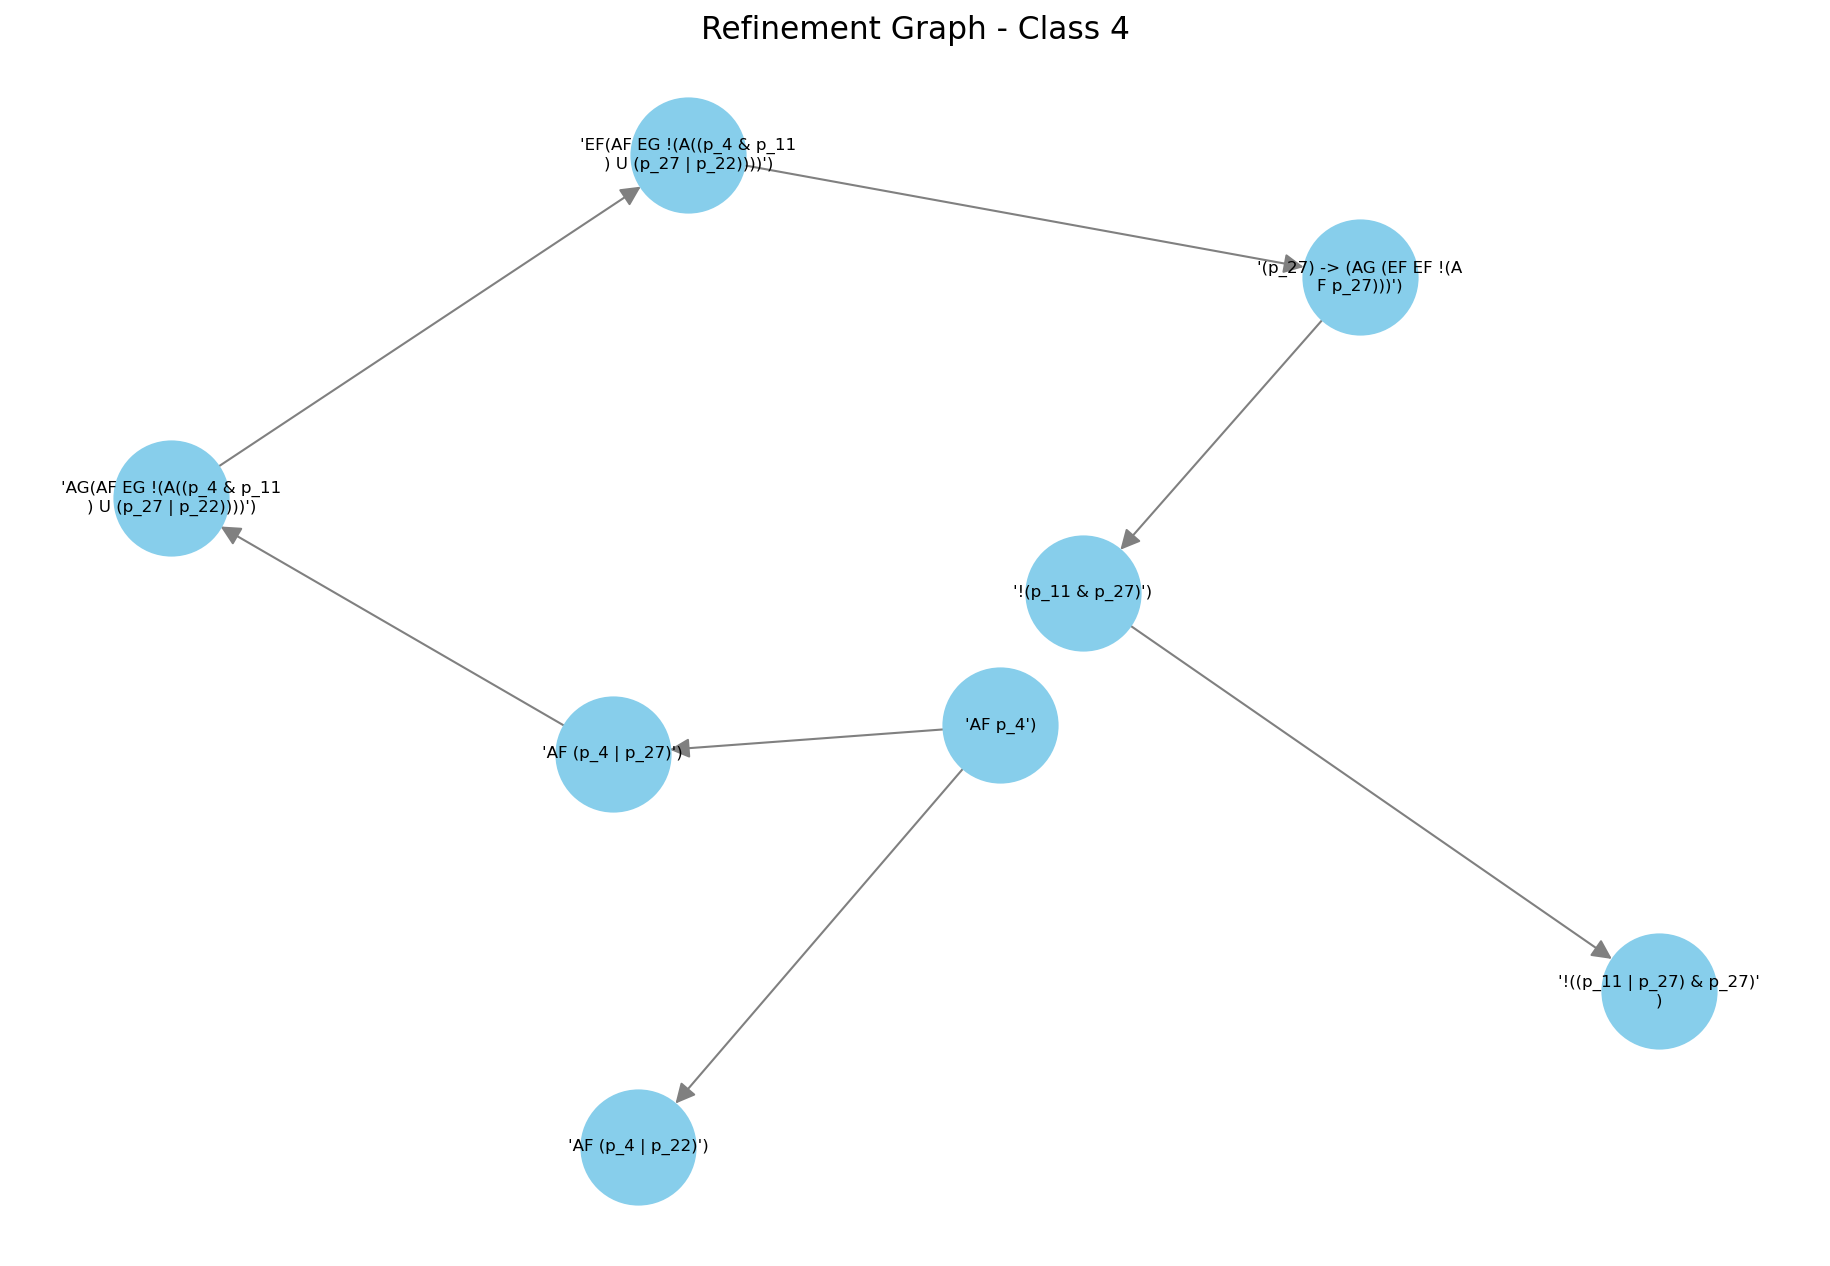 Refinement Graph - Class 4
'EF(AF EG !(A((p_4 & p_11
) U (p_27 | p_22))))')
'(p_27) -> (AG (EF EF !(A
F p_27)))')
'AG(AF EG !(A((p_4 & p_11
) U (p_27 | p_22))))')
'!(p_11 & p_27)')
'AF p_4')
'AF (p_4 | p_27)')
'!((p_11 | p_27) & p_27)'
)
'AF (p_4 | p_22)')